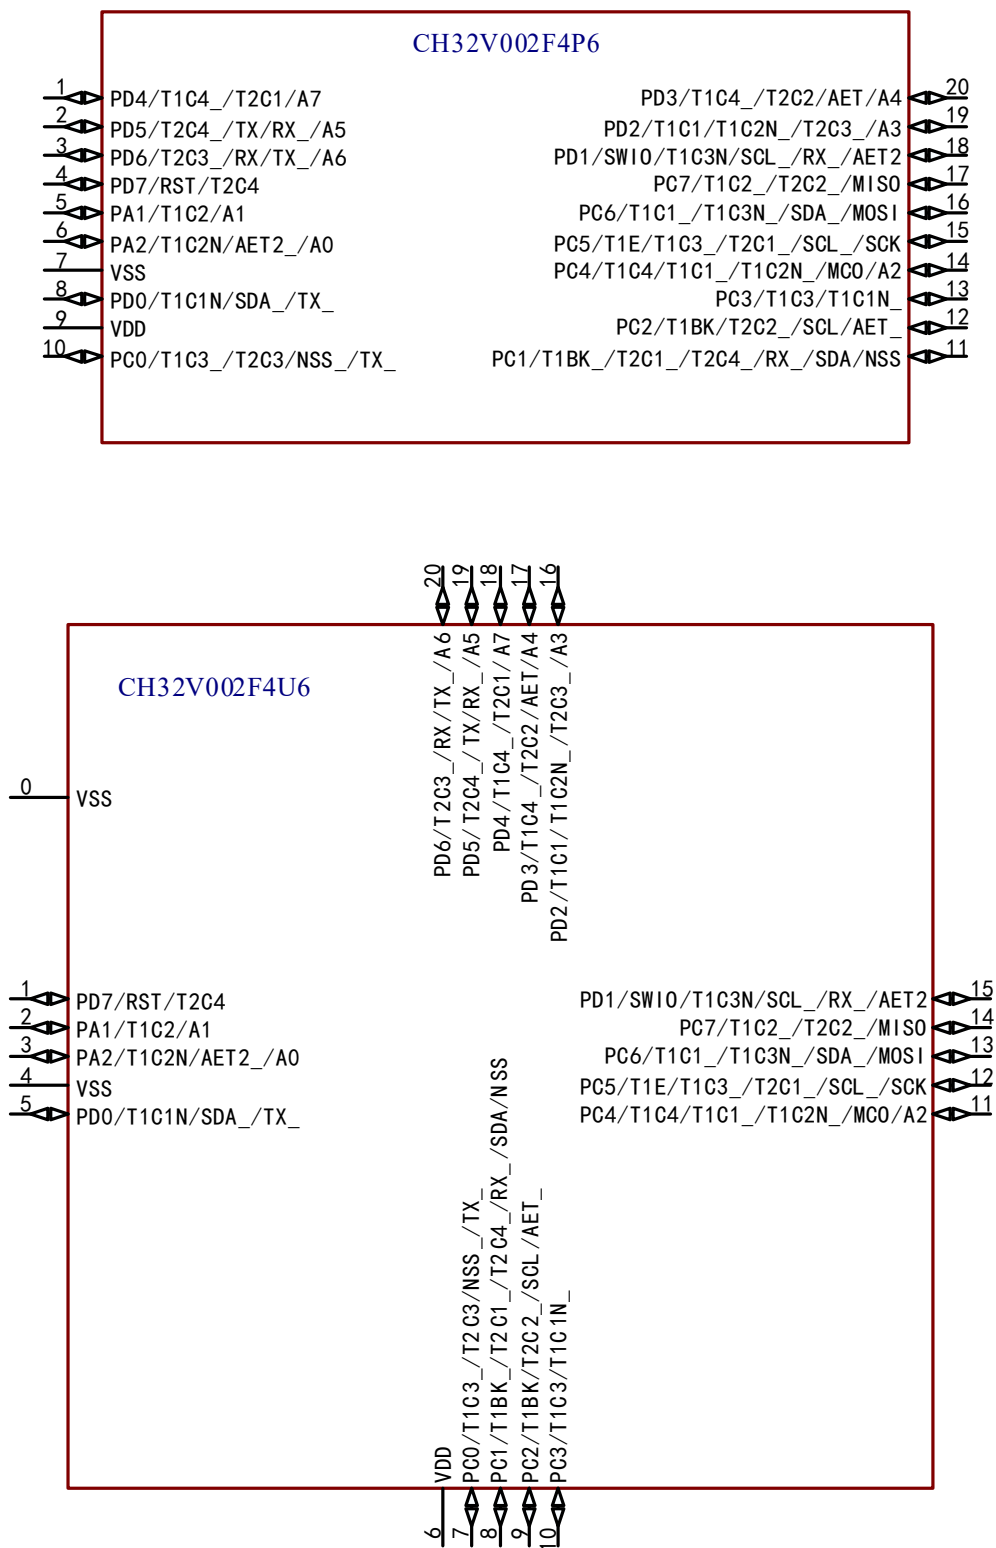 CH32V002F4P6
1 PD4/T1C4_/T2C1/A7
2 PD5/T2C4_/TX/RX_/A5
3 PD6/T2C3_/RX/TX_/A6
4 PD7/RST/T2C4
5 PA1/T1C2/A1
6 PA2/T1C2N/AET2_/A0
7 VSS
8 PD0/T1C1N/SDA_/TX_
9 VDD
10 PC0/T1C3_/T2C3/NSS_/TX_
PD3/T1C4_/T2C2/AET/A4 20
PD2/T1C1/T1C2N_/T2C3_/A3 19
PD1/SWIO/T1C3N/SCL_/RX_/AET2 18
PC7/T1C2_/T2C2_/MISO 17
PC6/T1C1_/T1C3N_/SDA_/MOSI 16
PC5/T1E/T1C3_/T2C1_/SCL_/SCK 15
PC4/T1C4/T1C1_/T1C2N_/MCO/A2 14
PC3/T1C3/T1C1N_ 13
PC2/T1BK/T2C2_/SCL/AET_ 12
PC1/T1BK_/T2C1_/T2C4_/RX_/SDA/NSS 11
CH32V002F4U6
20 PD6/T2C3_/RX/TX_/A6
19 PD5/T2C4_/TX/RX_/A5
18 PD4/T1C4_/T2C1/A7
17 PD3/T1C4_/T2C2/AET/A4
16 PD2/T1C1/T1C2N_/T2C3_/A3
0 VSS
1 PD7/RST/T2C4
2 PA1/T1C2/A1
3 PA2/T1C2N/AET2_/A0
4 VSS
5 PD0/T1C1N/SDA_/TX_
PD1/SWIO/T1C3N/SCL_/RX_/AET2 15
PC7/T1C2_/T2C2_/MISO 14
PC6/T1C1_/T1C3N_/SDA_/MOSI 13
PC5/T1E/T1C3_/T2C1_/SCL_/SCK 12
PC4/T1C4/T1C1_/T1C2N_/MCO/A2 11
6 VDD
7 PC0/T1C3_/T2C3/NSS_/TX_
8 PC1/T1BK_/T2C1_/T2C4_/RX_/SDA/NSS
9 PC2/T1BK/T2C2_/SCL/AET_
10 PC3/T1C3/T1C1N_